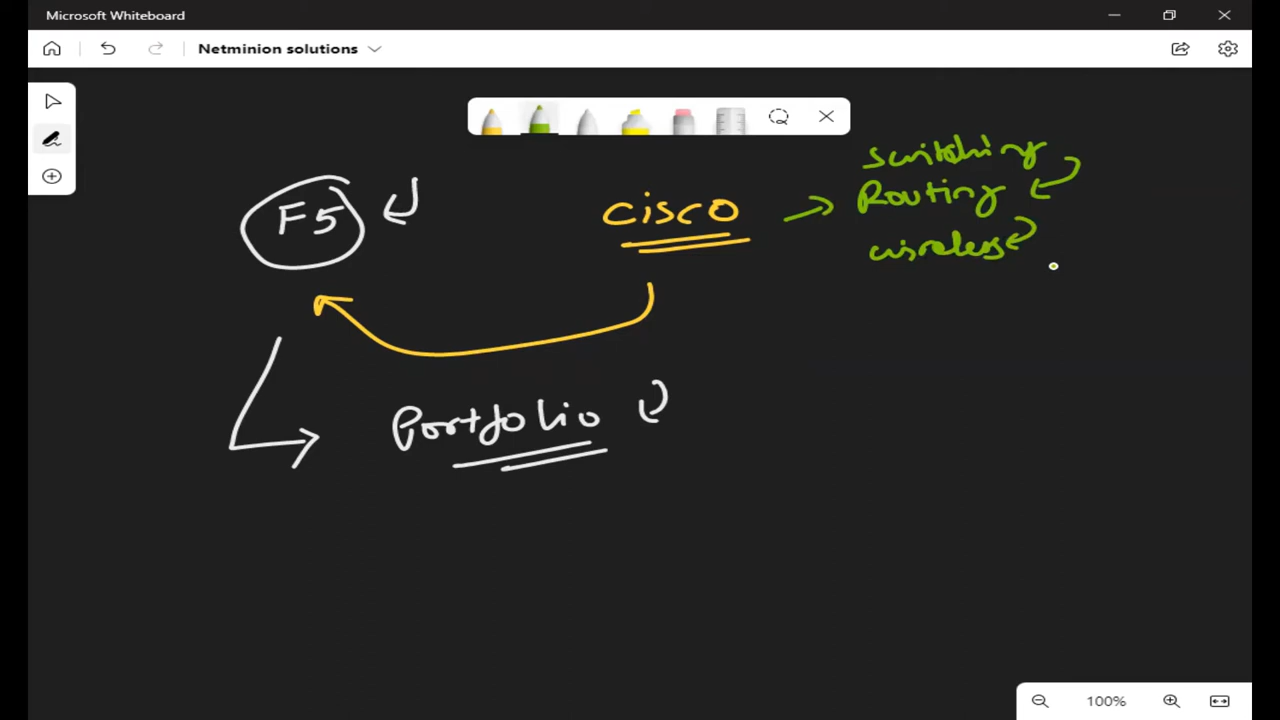 Microsoft Whiteboard
Netminion solutions
F5
cisco
switching
Routing
wireless
Portfolio
100%